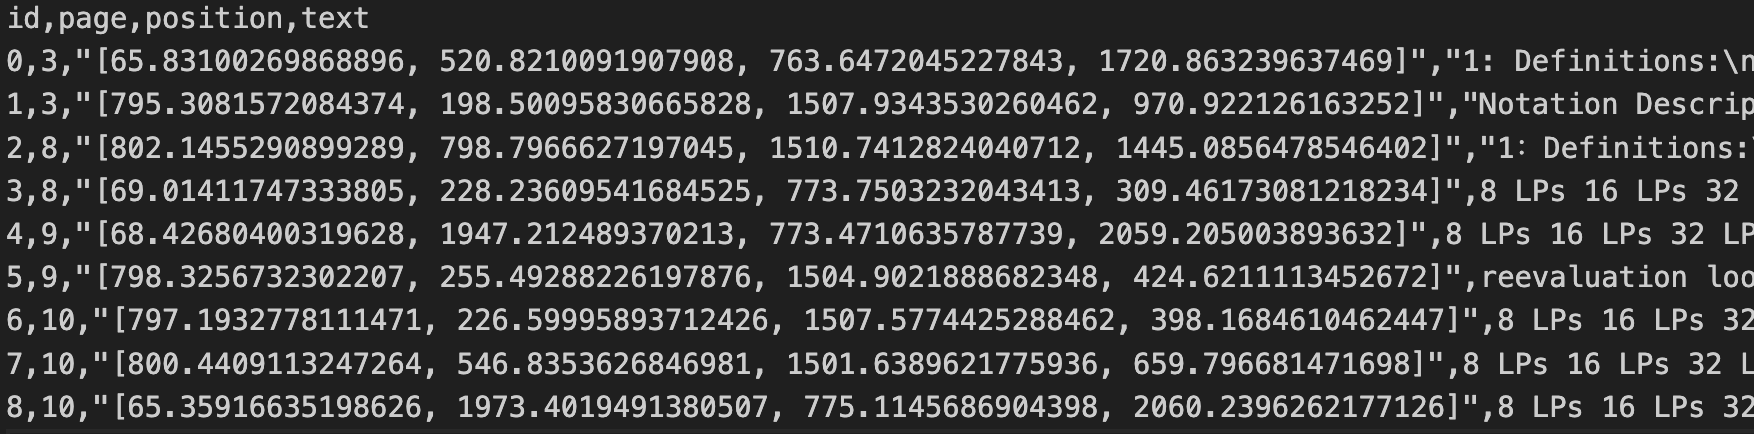 id,page,position,text
0,3,"[65.83100269868896, 520.8210091907908, 763.6472045227843, 1720.863239637469]","1: Definitions:\n
1,3,"[795.3081572084374, 198.50095830665828, 1507.9343530260462, 970.922126163252]","Notation Descrip
2,8,"[802.1455290899289, 798.7966627197045, 1510.7412824040712, 1445.0856478546402]","1: Definitions:
3,8,"[69.01411747333805, 228.23609541684525, 773.7503232043413, 309.46173081218234]",8 LPs 16 LPs 32
4,9,"[68.42680400319628, 1947.212489370213, 773.4710635787739, 2059.205003893632]",8 LPs 16 LPs 32 LP
5,9,"[798.3256732302207, 255.49288226197876, 1504.9021888682348, 424.6211113452672]",reevaluation loo
6,10,"[797.1932778111471, 226.59995893712426, 1507.5774425288462, 398.1684610462447]",8 LPs 16 LPs 32
7,10,"[800.4409113247264, 546.8353626846981, 1501.6389621775936, 659.796681471698]",8 LPs 16 LPs 32 L
8,10,"[65.35916635198626, 1973.4019491380507, 775.1145686904398, 2060.2396262177126]",8 LPs 16 LPs 32